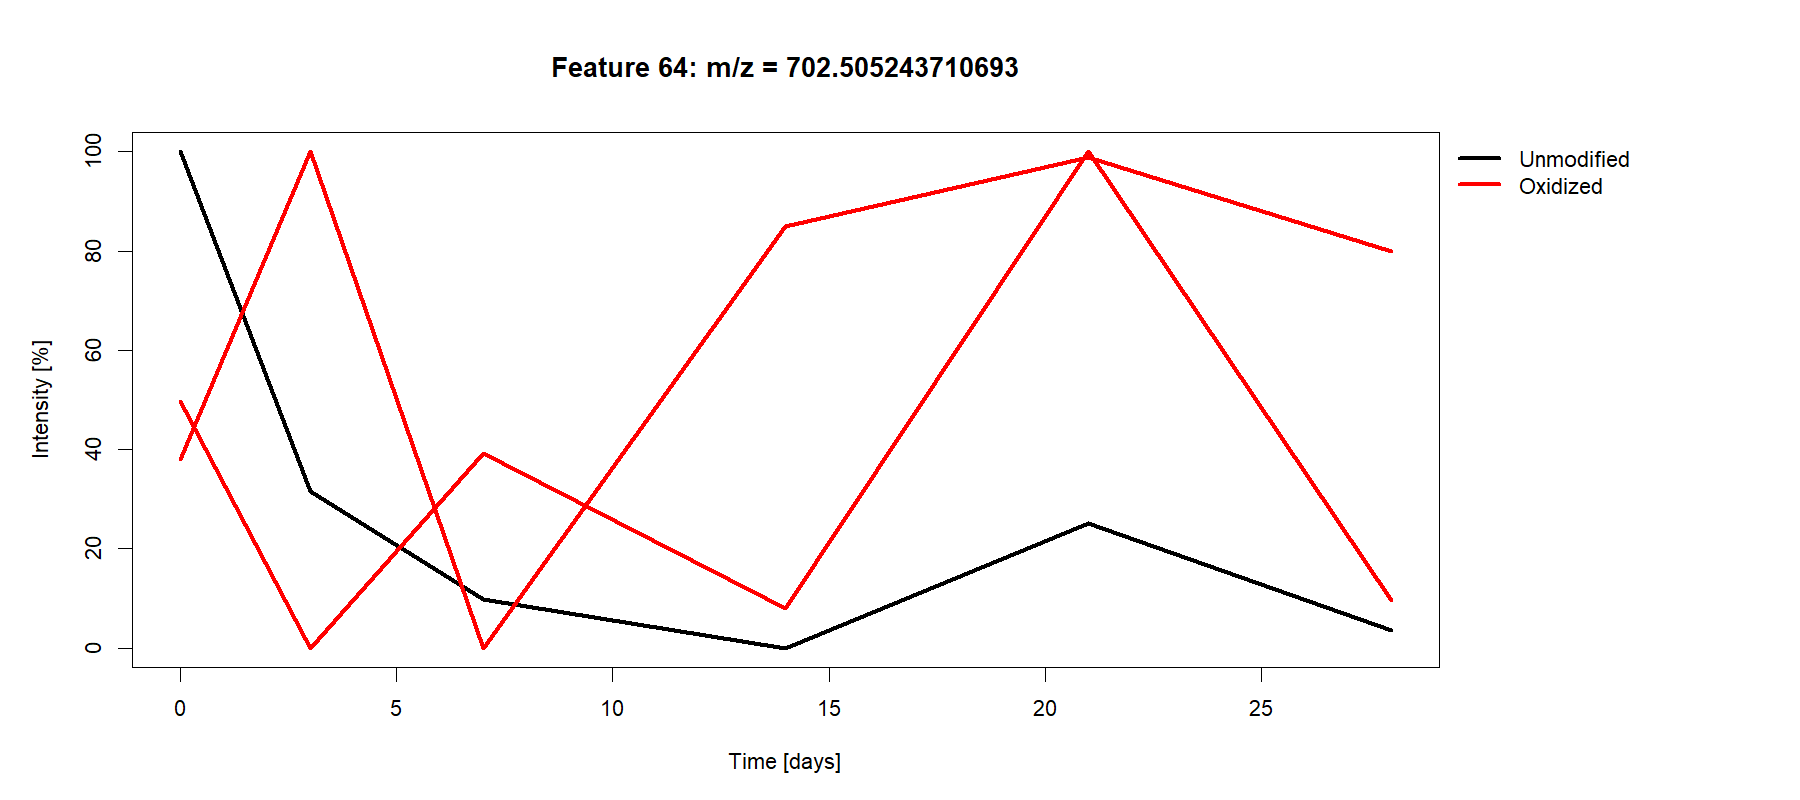 Feature 64: m/z = 702.505243710693
Unmodified
Oxidized
Intensity [%]
100
80
60
40
20
0
0 5 10 15 20 25
Time [days]